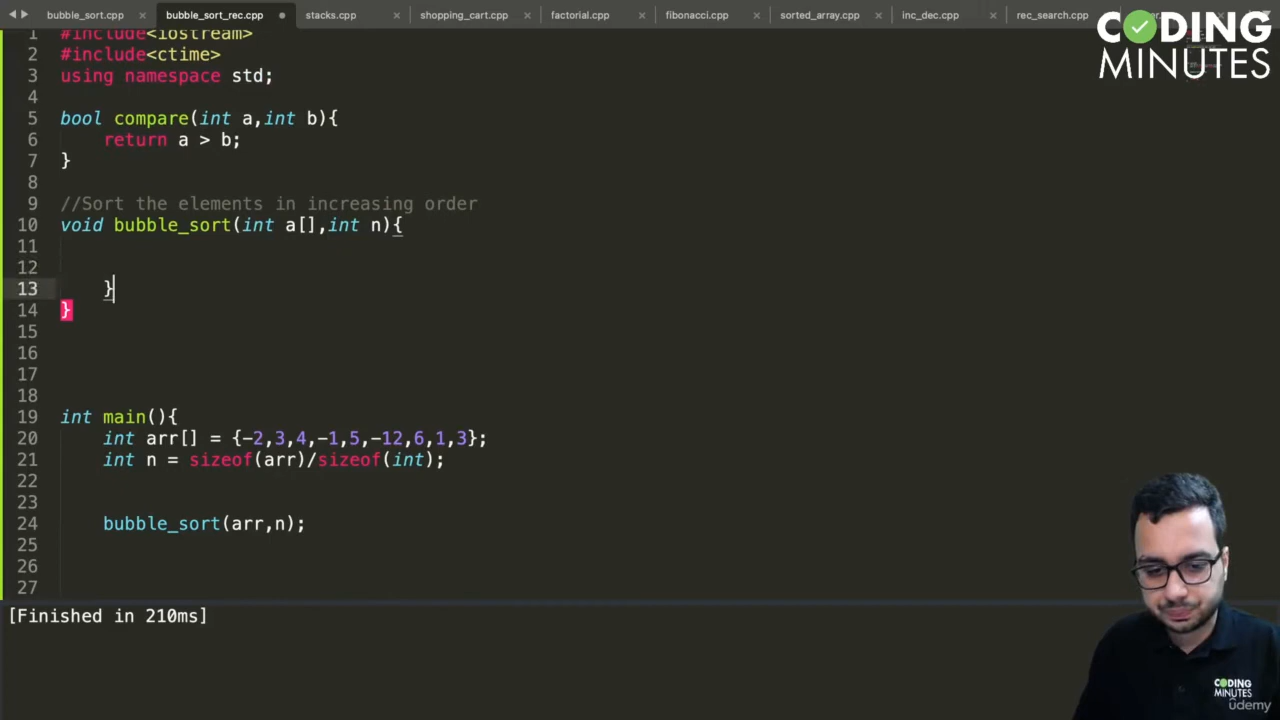 bubble_sort.cpp × bubble_sort_rec.cpp stacks.cpp × shopping_cart.cpp × factorial.cpp × fibonacci.cpp × sorted_array.cpp × inc_dec.cpp × rec_search.cpp
CODING
MINUTES
1 #include<iostream>
2 #include<ctime>
3 using namespace std;
4
5 bool compare(int a,int b){
6 return a > b;
7 }
8
9 //Sort the elements in increasing order
10 void bubble_sort(int a[],int n){
11
12
13 }
14 }
15
16
17
18
19 int main(){
20 int arr[] = {-2,3,4,-1,5,-12,6,1,3};
21 int n = sizeof(arr)/sizeof(int);
22
23
24 bubble_sort(arr,n);
25
26
27
[Finished in 210ms]
CODING
MINUTES
ûdemy